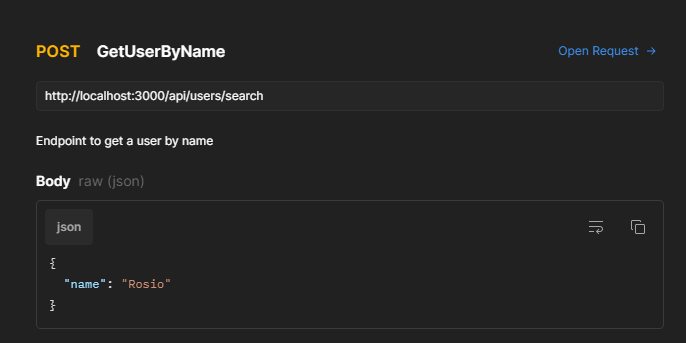 POST GetUserByName Open Request →
http://localhost:3000/api/users/search
Endpoint to get a user by name
Body raw (json)
json
{
"name": "Rosio"
}